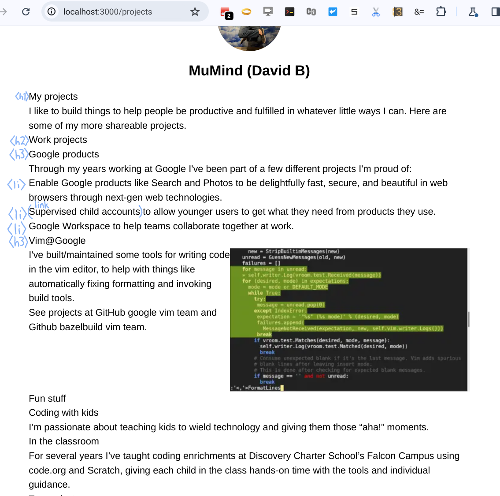 localhost:3000/projects
2
MuMind (David B)
<h1> My projects
I like to build things to help people be productive and fulfilled in whatever little ways I can. Here are
some of my more shareable projects.
<h2> Work projects
<h3> Google products
Through my years working at Google I've been part of a few different projects I'm proud of:
<li> Enable Google products like Search and Photos to be delightfully fast, secure, and beautiful in web
browsers through next-gen web technologies.
link
<li> Supervised child accounts to allow younger users to get what they need from products they use.
<li> Google Workspace to help teams collaborate together at work.
<h3> Vim@Google
I've built/maintained some tools for writing code
in the vim editor, to help with things like
automatically fixing formatting and invoking
build tools.
See projects at GitHub google vim team and
Github bazelbuild vim team.
new = StripBuiltinMessages(new)
unread = GuessNewMessages(old, new)
failures = []
for message in unread:
self.writer.Log(vroom.test.Received(message))
for (desired, mode) in expectations:
mode = mode or DEFAULT_MODE
while True:
try:
message = unread.pop(0)
except IndexError:
expectation = '"%s" (%s mode)' % (desired, mode)
failures.append(
MessageNotReceived(expectation, new, self.vim.writer.Logs()))
break
if vroom.test.Matches(desired, mode, message):
self.writer.Log(vroom.test.Matched(desired, mode))
break
# Consume unexpected blank if it's the last message. Vim adds spurious
# blank lines after leaving insert mode.
# This is done after checking for expected blank messages.
if message == '' and not unread:
break
:'<,'>FormatLines
Fun stuff
Coding with kids
I'm passionate about teaching kids to wield technology and giving them those "aha!" moments.
In the classroom
For several years I've taught coding enrichments at Discovery Charter School's Falcon Campus using
code.org and Scratch, giving each child in the class hands-on time with the tools and individual
guidance.